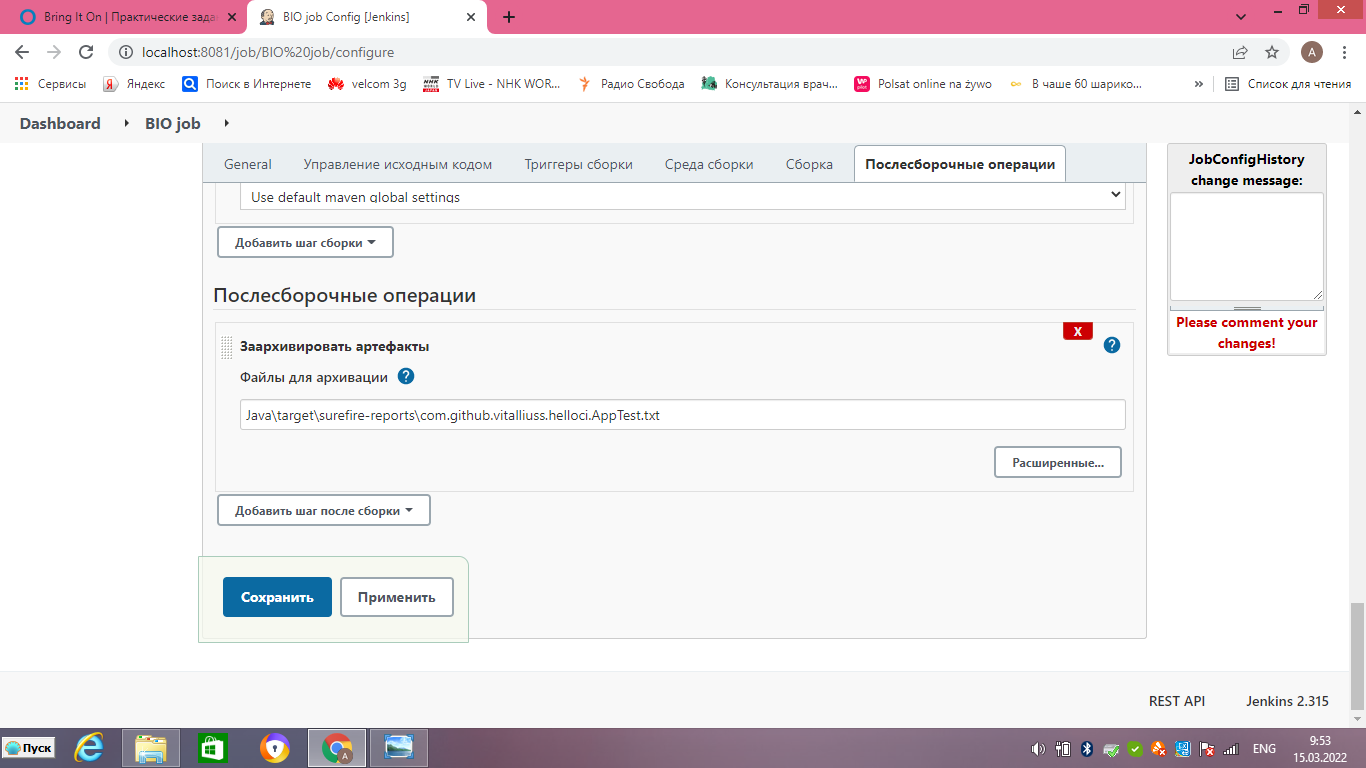 Bring It On | Практические зада
BIO job Config [Jenkins]
localhost:8081/job/BIO%20job/configure
A
Сервисы
Яндекс
Поиск в Интернете
velcom 3g
TV Live - NHK WOR...
Радио Свобода
Консультация врач...
Polsat online na żywo
В чаше 60 шарико...
»
Список для чтения
Dashboard
BIO job
General
Управление исходным кодом
Триггеры сборки
Среда сборки
Сборка
Послесборочные операции
JobConfigHistory
change message:
Please comment your
changes!
Use default maven global settings
Добавить шаг сборки
Послесборочные операции
X
Заархивировать артефакты
?
Файлы для архивации ?
Java\target\surefire-reports\com.github.vitalliuss.helloci.AppTest.txt
Расширенные...
Добавить шаг после сборки
Сохранить
Применить
REST API
Jenkins 2.315
Пуск
A
ENG
9:53
15.03.2022